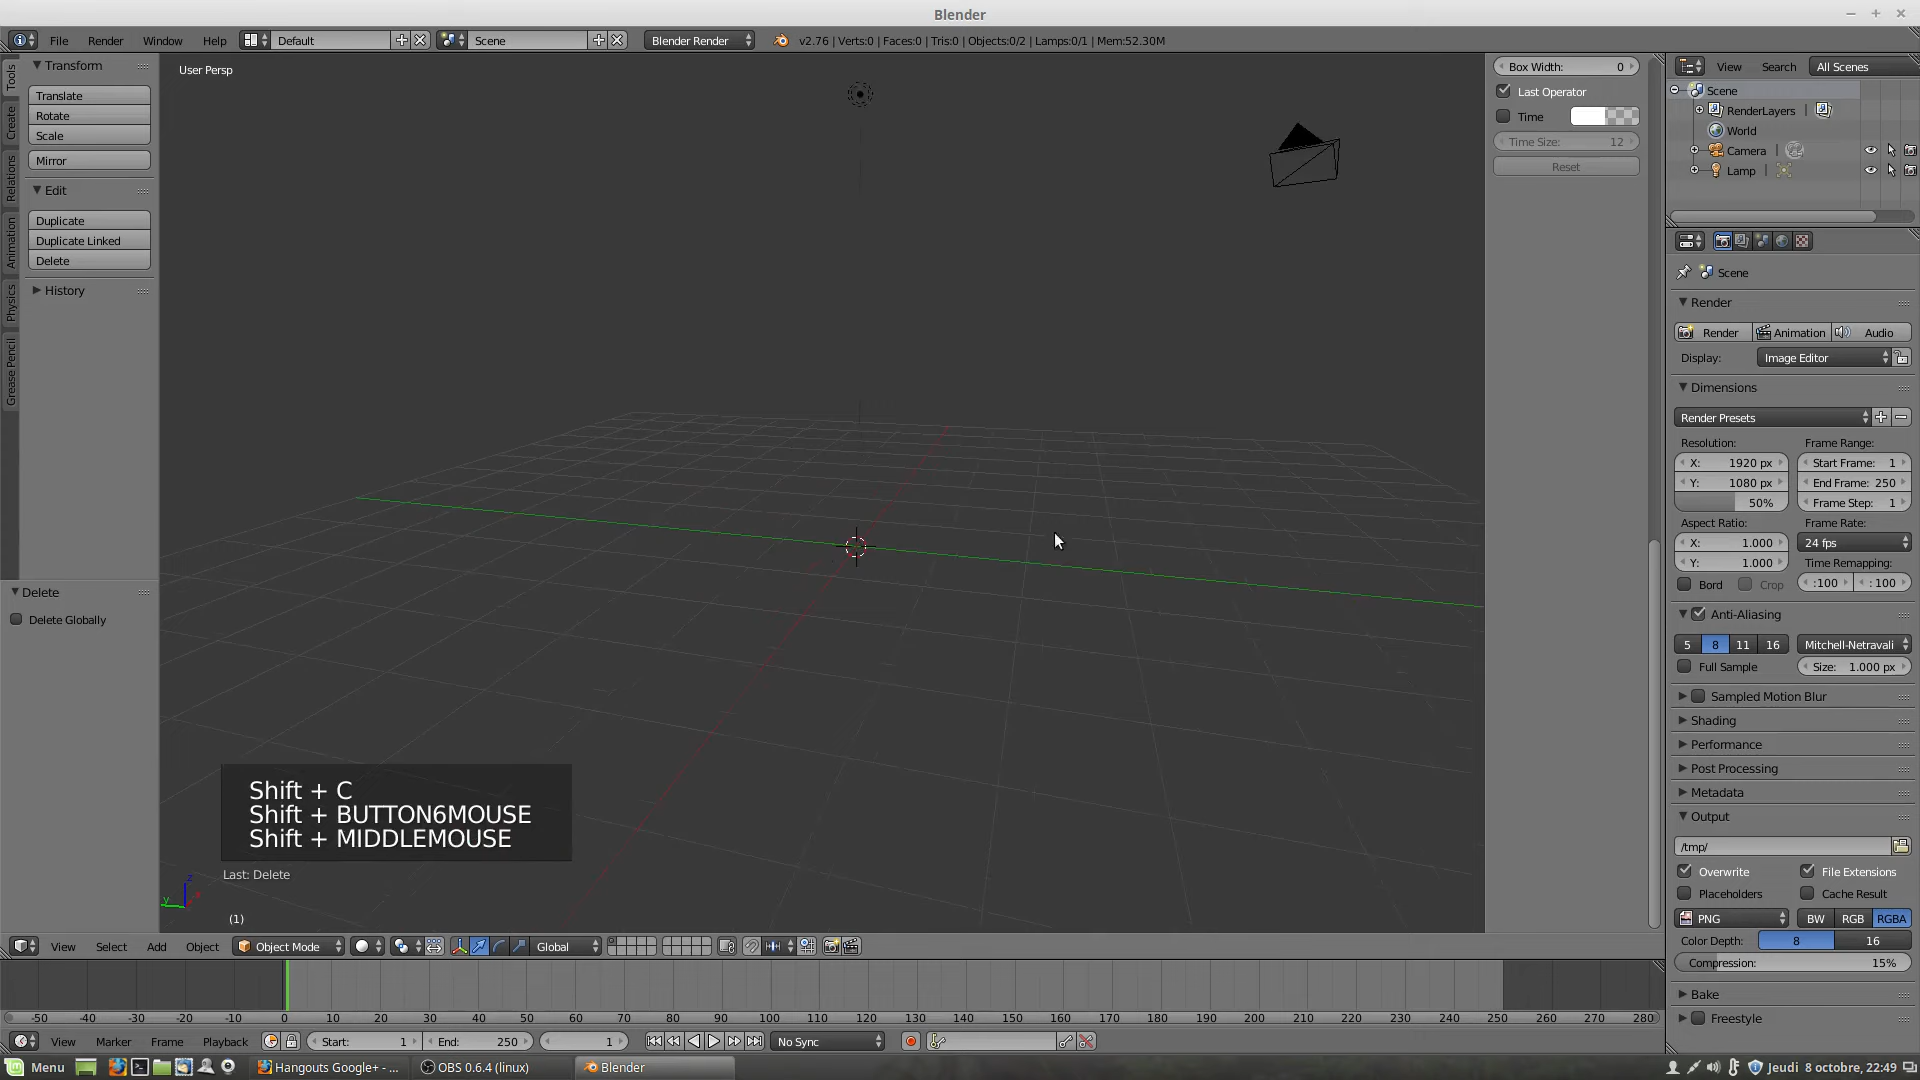 Blender
File Render Window Help Default Scene Blender Render v2.76 | Verts:0 | Faces:0 | Tris:0 | Objects:0/2 | Lamps:0/1 | Mem:52.30M
Tools
Create
Relations
Animation
Physics
Grease Pencil
Transform
Translate
Rotate
Scale
Mirror
Edit
Duplicate
Duplicate Linked
Delete
History
Delete
Delete Globally
User Persp
Shift + C
Shift + BUTTON6MOUSE
Shift + MIDDLEMOUSE
Last: Delete
z
y
x
(1)
Box Width: 0
Last Operator
Time
Time Size: 12
Reset
View Search All Scenes
Scene
RenderLayers |
World
Camera |
Lamp |
Scene
Render
Render Animation Audio
Display: Image Editor
Dimensions
Render Presets
Resolution: Frame Range:
X: 1920 px Start Frame: 1
Y: 1080 px End Frame: 250
50% Frame Step: 1
Aspect Ratio: Frame Rate:
X: 1.000 24 fps
Y: 1.000 Time Remapping:
Bord Crop :100 : 100
Anti-Aliasing
5 8 11 16 Mitchell-Netravali
Full Sample Size: 1.000 px
Sampled Motion Blur
Shading
Performance
Post Processing
Metadata
Output
/tmp/
Overwrite File Extensions
Placeholders Cache Result
PNG BW RGB RGBA
Color Depth: 8 16
Compression: 15%
Bake
Freestyle
View Select Add Object Object Mode Global
-50 -40 -30 -20 -10 0 10 20 30 40 50 60 70 80 90 100 110 120 130 140 150 160 170 180 190 200 210 220 230 240 250 260 270 280
View Marker Frame Playback Start: 1 End: 250 1 No Sync
Menu Hangouts Google+ - ... OBS 0.6.4 (linux) Blender Jeudi 8 octobre, 22:49